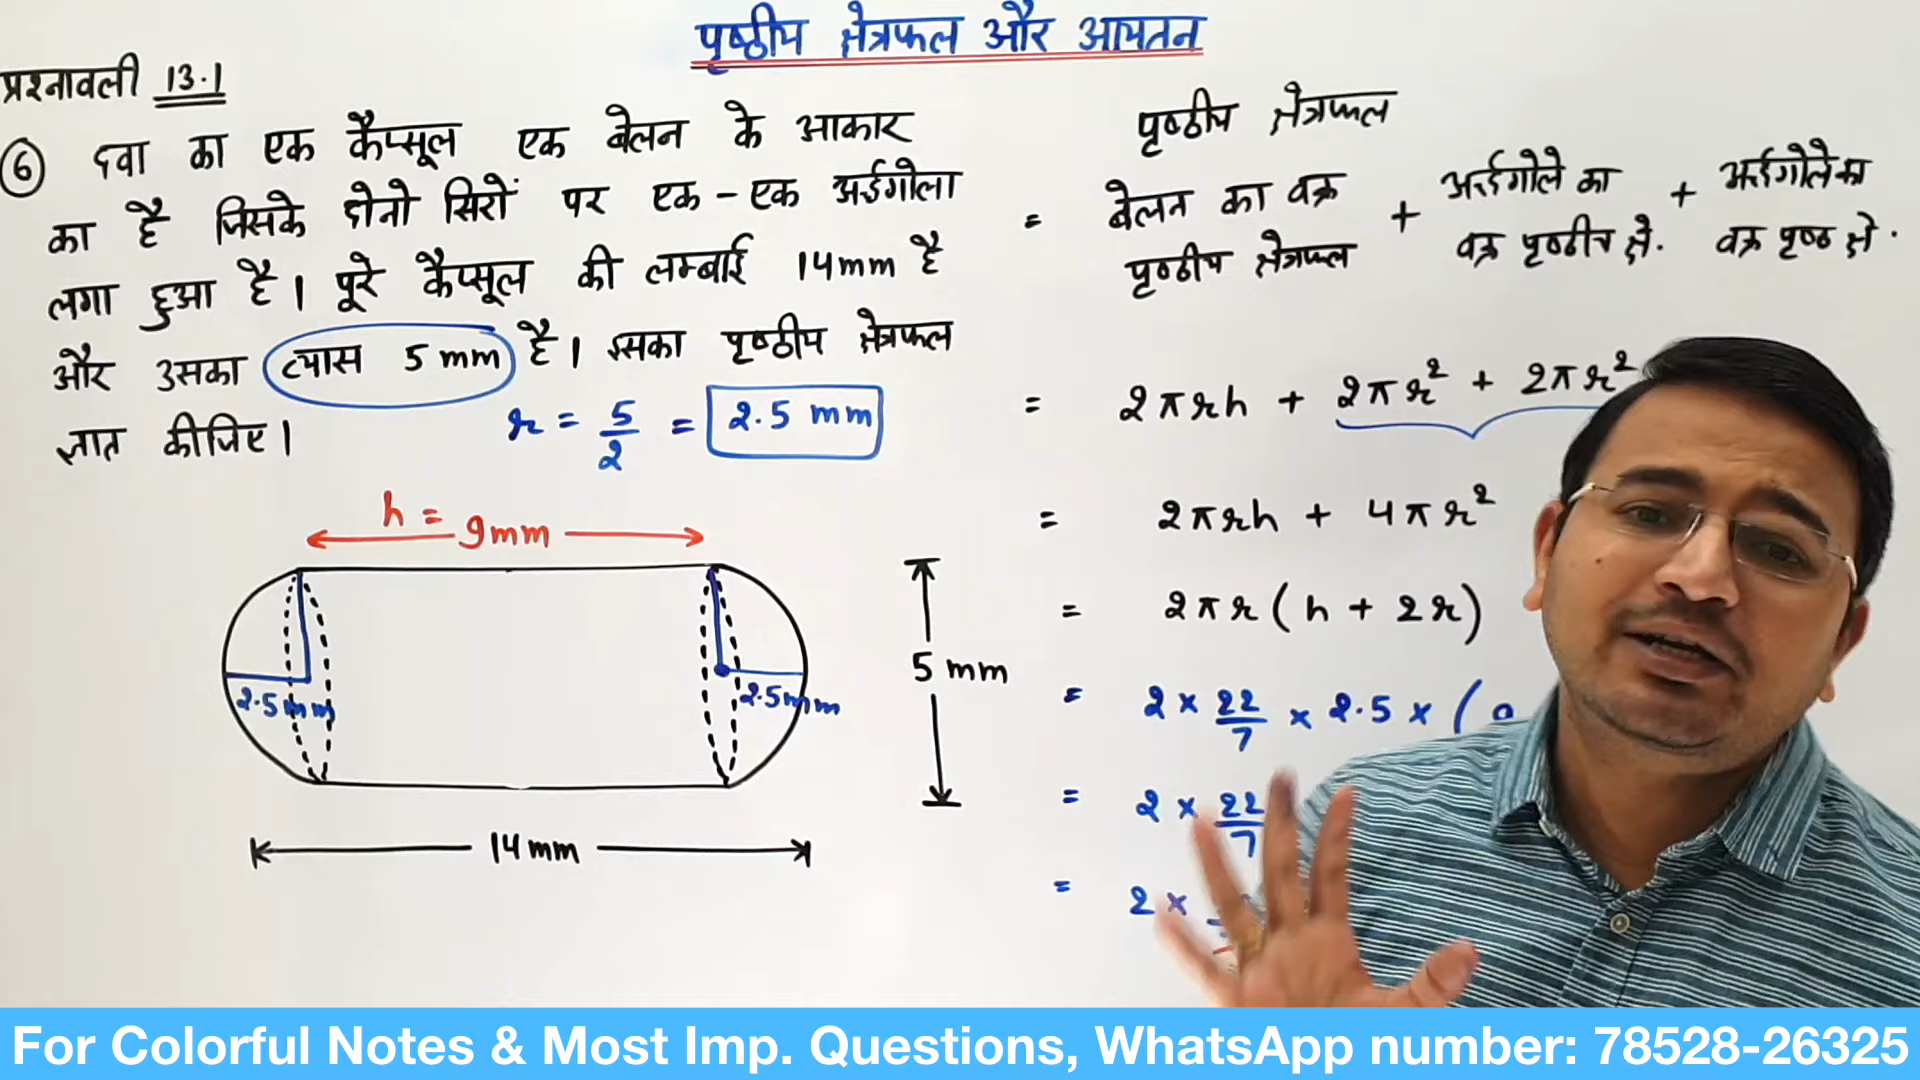 पृष्ठीय क्षेत्रफल और आयतन
प्रश्नावली 13.1
⑥ दवा का एक कैप्सूल एक बेलन के आकार
का है जिसके दोनो सिरों पर एक-एक अर्द्धगोला
लगा हुआ है। पूरे कैप्सूल की लम्बाई 14mm है
और उसका व्यास 5 mm है। इसका पृष्ठीय क्षेत्रफल
ज्ञात कीजिए।
r = 5/2 = 2.5 mm
h = 9mm
2.5 mm
2.5mm
5 mm
14mm
पृष्ठीय क्षेत्रफल
= बेलन का वक्र पृष्ठीय क्षेत्रफल + अर्द्धगोले का वक्र पृष्ठीय क्षे. + अर्द्धगोले का वक्र पृष्ठ क्षे.
= 2πrh + 2πr² + 2πr²
= 2πrh + 4πr²
= 2πr(h + 2r)
= 2 × 22/7 × 2.5 × (
= 2 × 22/7
= 2 ×
For Colorful Notes & Most Imp. Questions, WhatsApp number: 78528-26325